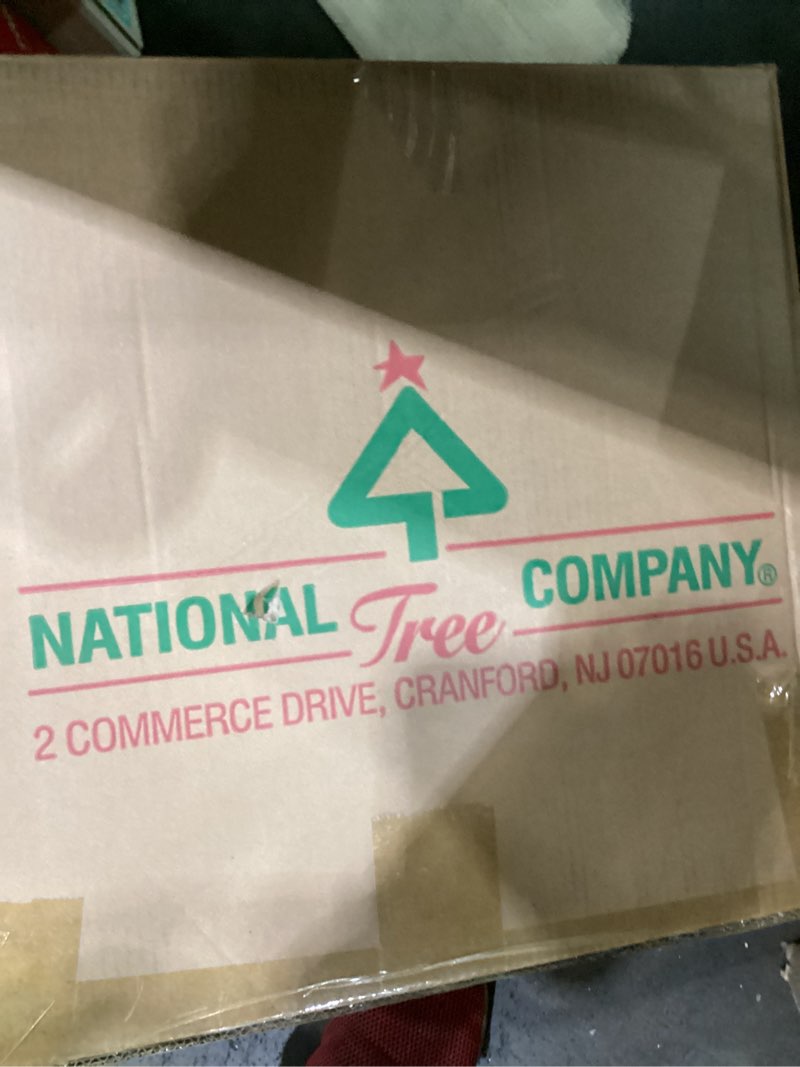 NATIONAL Tree COMPANY®
2 COMMERCE DRIVE, CRANFORD, NJ 07016 U.S.A.